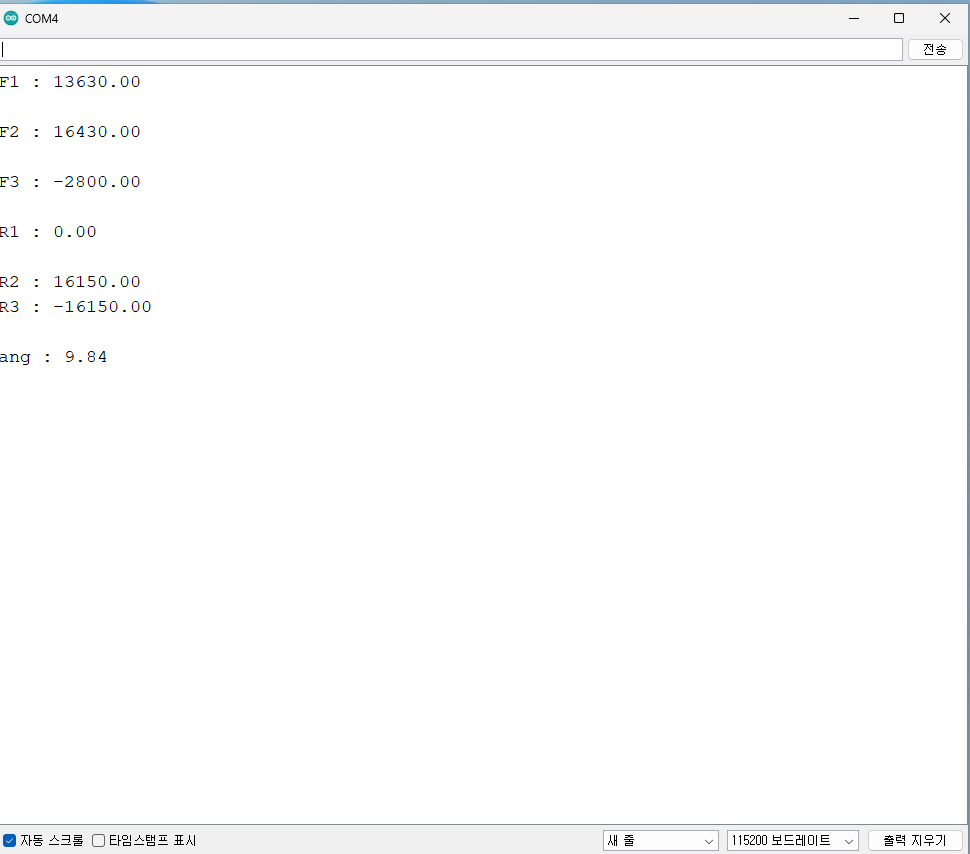 COM4
전송
F1 : 13630.00
F2 : 16430.00
F3 : -2800.00
R1 : 0.00
R2 : 16150.00
R3 : -16150.00
ang : 9.84
자동 스크롤 타임스탬프 표시 새 줄 115200 보드레이트 출력 지우기